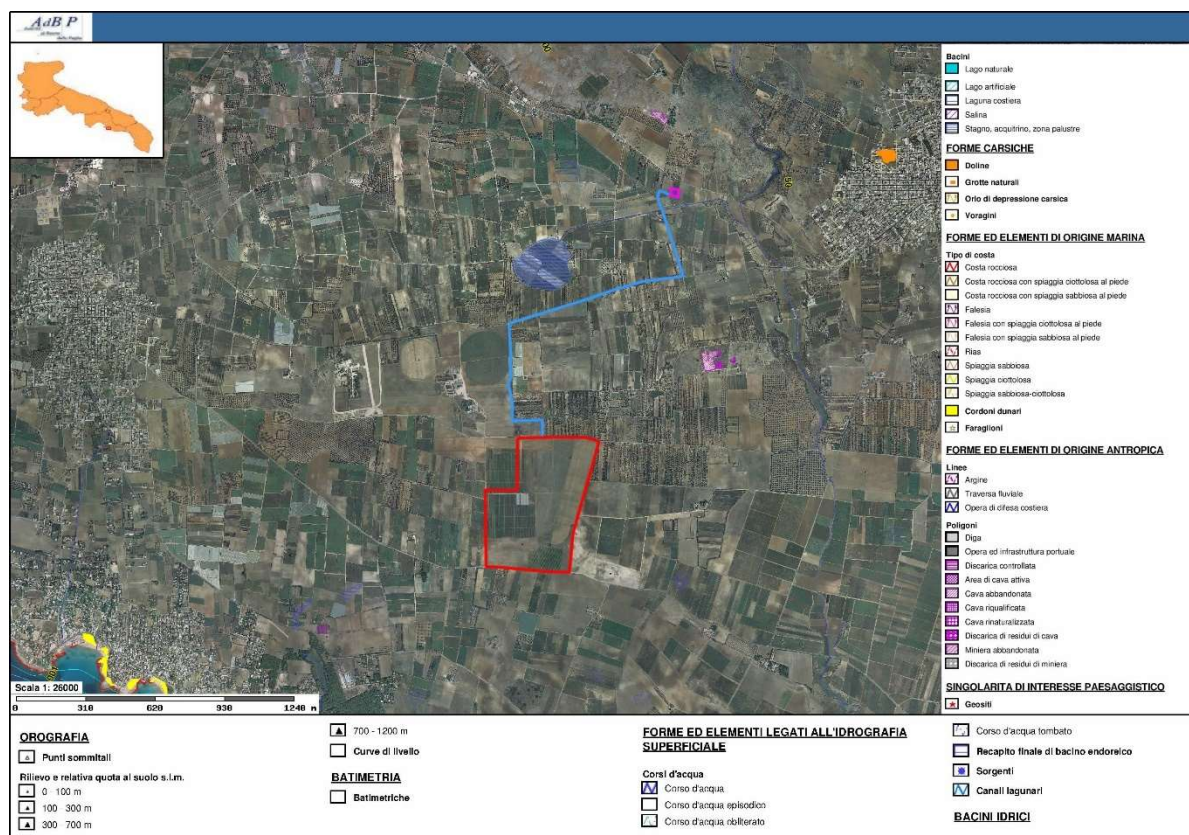 AdB P
Bacini
Lago naturale
Lago artificiale
Laguna costiera
Salina
Stagno, acquitrino, zona palustre
FORME CARSICHE
Doline
Grotte naturali
Orlo di depressione carsica
Voragini
FORME ED ELEMENTI DI ORIGINE MARINA
Tipo di costa
Costa rocciosa
Costa rocciosa con spiaggia ciottolosa al piede
Costa rocciosa con spiaggia sabbiosa al piede
Falesia
Falesia con spiaggia ciottolosa al piede
Falesia con spiaggia sabbiosa al piede
Rias
Spiaggia sabbiosa
Spiaggia ciottolosa
Spiaggia sabbiosa-ciottolosa
Cordoni dunari
Faraglioni
FORME ED ELEMENTI DI ORIGINE ANTROPICA
Linee
Argine
Traversa fluviale
Opera di difesa costiera
Poligoni
Diga
Opera ed infrastruttura portuale
Discarica controllata
Area di cava attiva
Cava abbandonata
Cava riqualificata
Cava rinaturalizzata
Discarica di residui di cava
Miniera abbandonata
Discarica di residui di miniera
SINGOLARITA DI INTERESSE PAESAGGISTICO
Geositi
Scala 1: 26000
0 310 620 930 1240 m
OROGRAFIA
Punti sommitali
Rilievo e relativa quota al suolo s.l.m.
0 - 100 m
100 - 300 m
300 - 700 m
700 - 1200 m
Curve di livello
BATIMETRIA
Batimetriche
FORME ED ELEMENTI LEGATI ALL'IDROGRAFIA
SUPERFICIALE
Corsi d'acqua
Corso d'acqua
Corso d'acqua episodico
Corso d'acqua obliterato
Corso d'acqua tombato
Recapito finale di bacino endoreico
Sorgenti
Canali lagunari
BACINI IDRICI